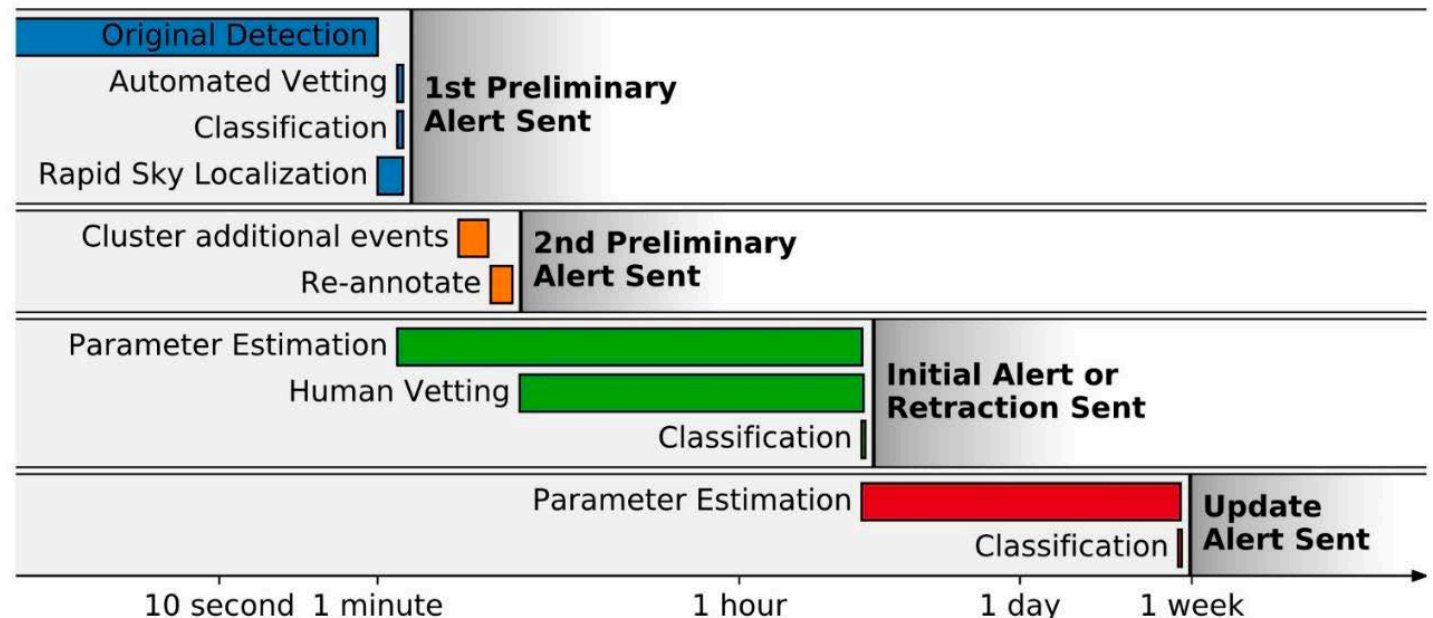 Original Detection
Automated Vetting
Classification
Rapid Sky Localization
1st Preliminary
Alert Sent
Cluster additional events
Re-annotate
2nd Preliminary
Alert Sent
Parameter Estimation
Human Vetting
Classification
Initial Alert or
Retraction Sent
Parameter Estimation
Classification
Update
Alert Sent
10 second 1 minute 1 hour 1 day 1 week